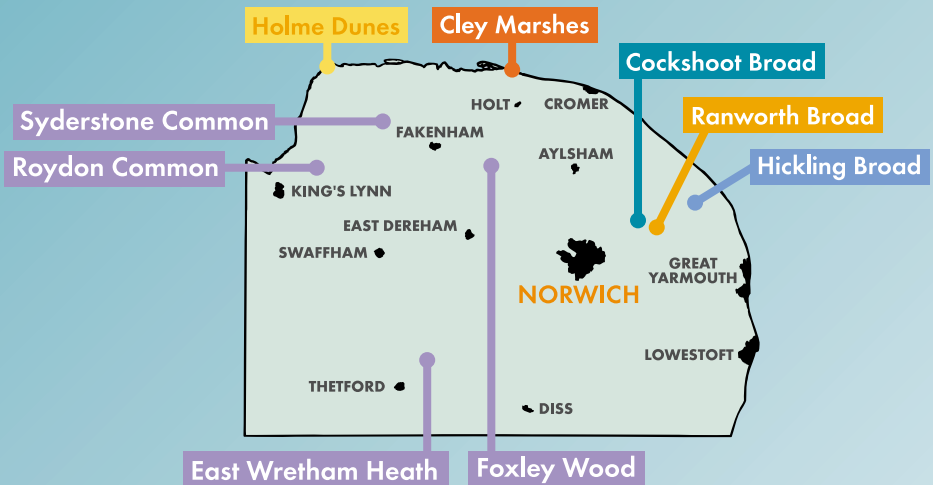 Holme Dunes
Cley Marshes
Cockshoot Broad
Syderstone Common
HOLT
CROMER
Ranworth Broad
FAKENHAM
AYLSHAM
Roydon Common
Hickling Broad
KING'S LYNN
EAST DEREHAM
SWAFFHAM
GREAT
YARMOUTH
NORWICH
LOWESTOFT
THETFORD
DISS
East Wretham Heath
Foxley Wood